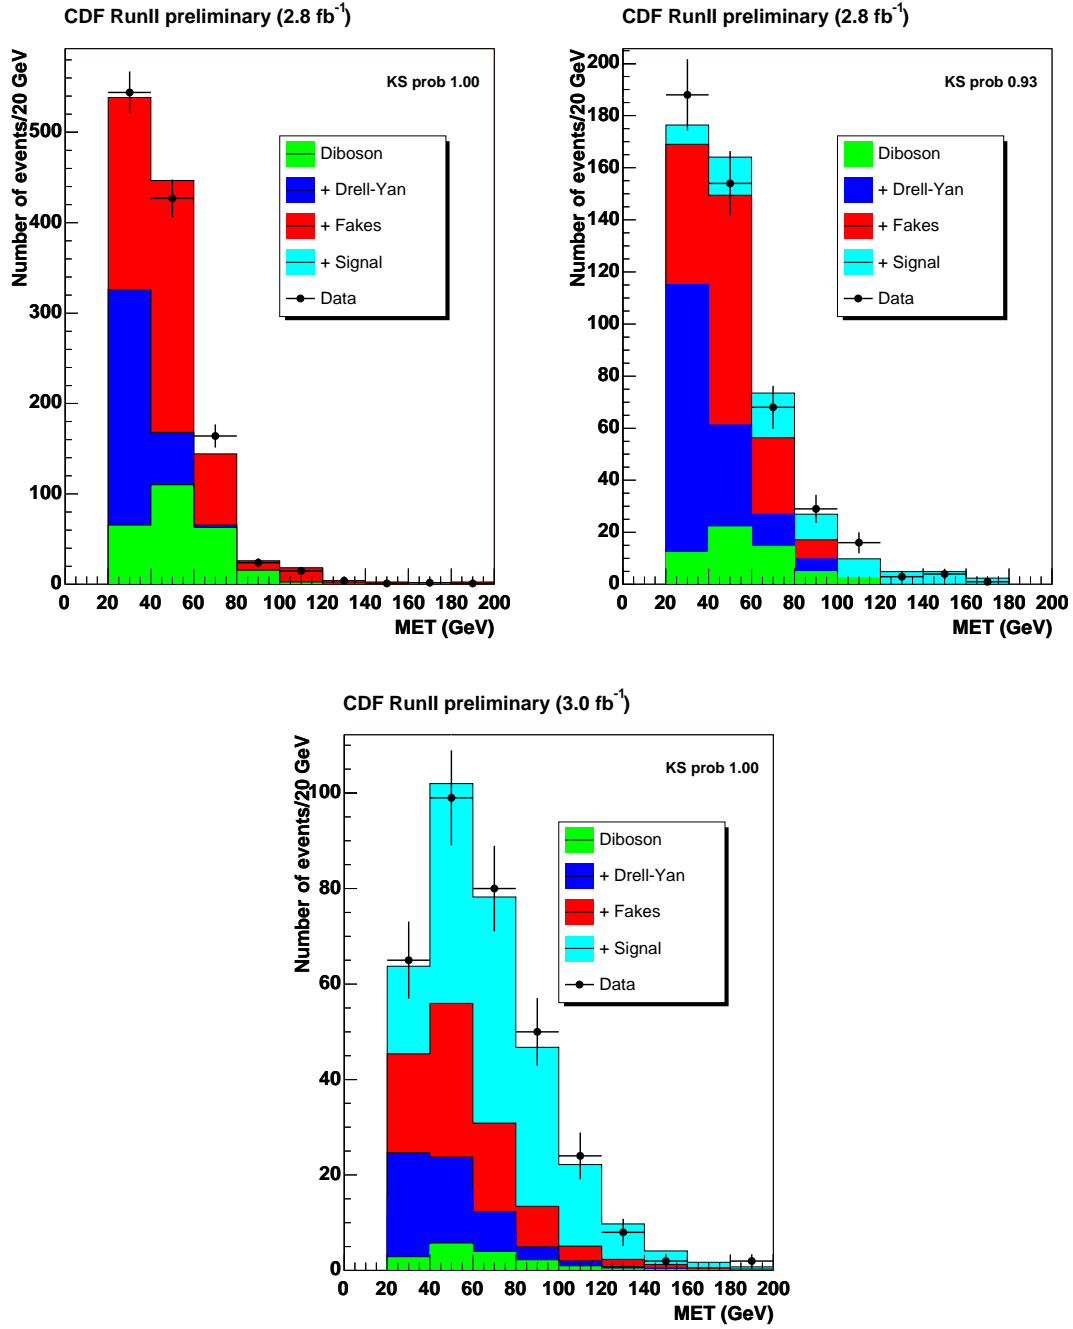 CDF RunII preliminary (2.8 fb-1)
Number of events/20 GeV
KS prob 1.00
Diboson
+ Drell-Yan
+ Fakes
+ Signal
Data
500
400
300
200
100
0
0 20 40 60 80 100 120 140 160 180 200
MET (GeV)
CDF RunII preliminary (2.8 fb-1)
Number of events/20 GeV
KS prob 0.93
Diboson
+ Drell-Yan
+ Fakes
+ Signal
Data
200
180
160
140
120
100
80
60
40
20
0
0 20 40 60 80 100 120 140 160 180 200
MET (GeV)
CDF RunII preliminary (3.0 fb-1)
Number of events/20 GeV
KS prob 1.00
Diboson
+ Drell-Yan
+ Fakes
+ Signal
Data
100
80
60
40
20
0
0 20 40 60 80 100 120 140 160 180 200
MET (GeV)